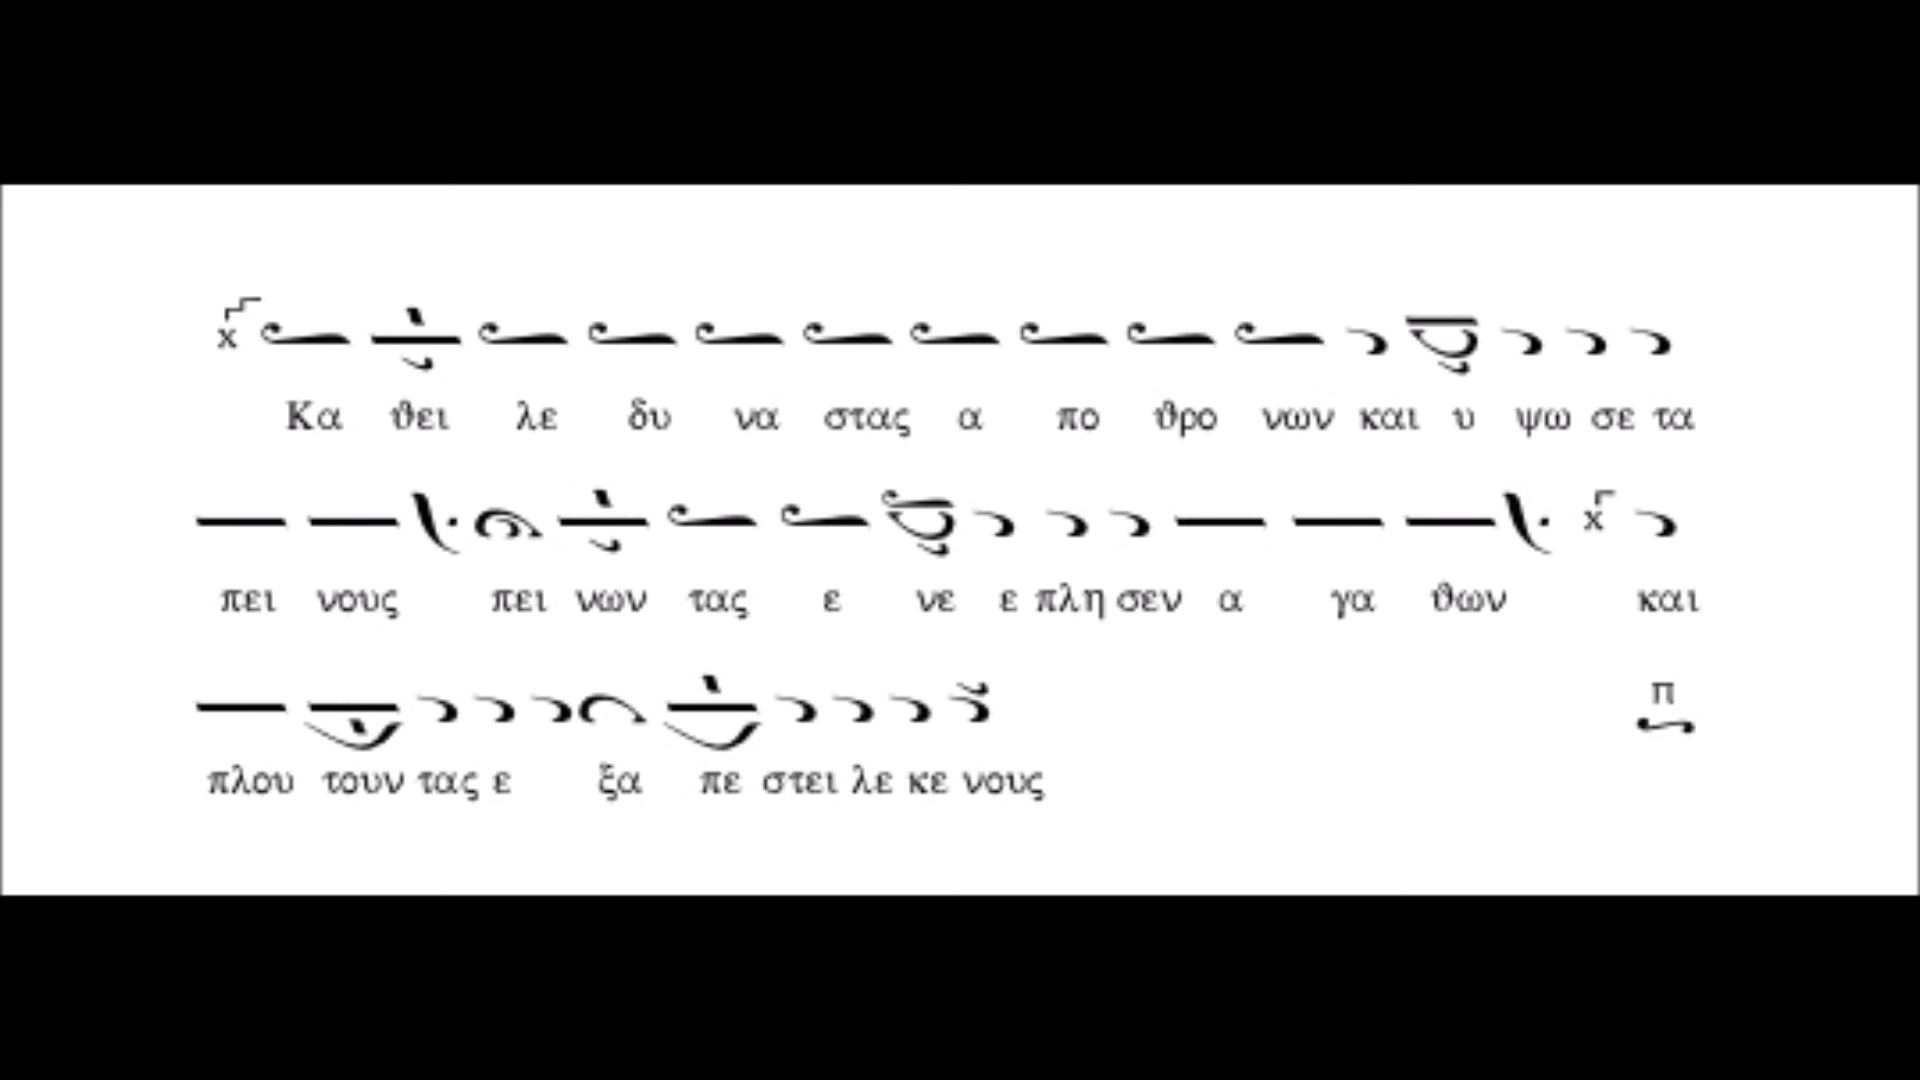 χ
Κα θει λε δυ να στας α πο θρο νων και υ ψω σε τα
χ
πει νους πει νων τας ε νε ε πλη σεν α γα θων και
π
πλου τουν τας ε ξα πε στει λε κε νους